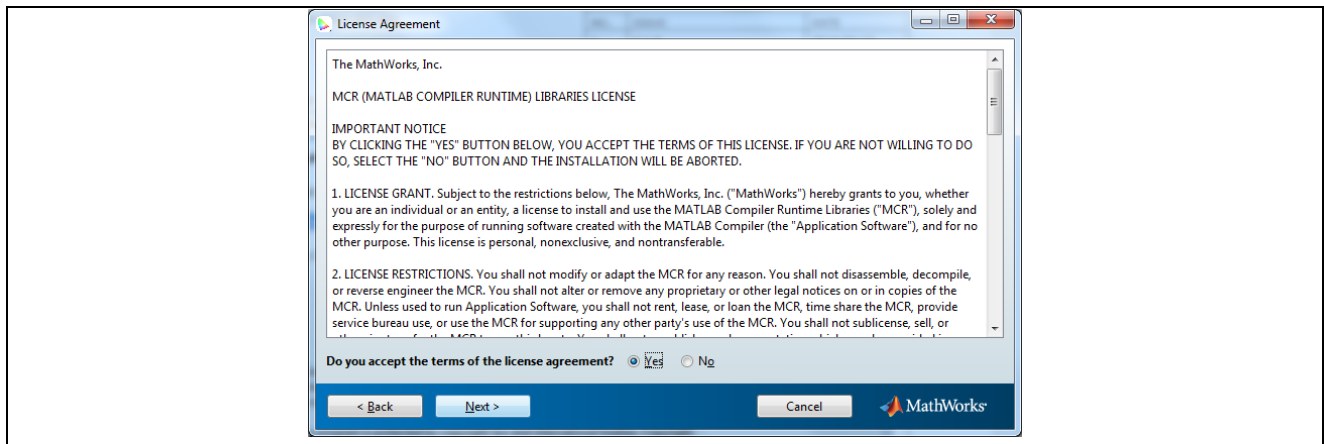 License Agreement
The MathWorks, Inc.
MCR (MATLAB COMPILER RUNTIME) LIBRARIES LICENSE
IMPORTANT NOTICE
BY CLICKING THE "YES" BUTTON BELOW, YOU ACCEPT THE TERMS OF THIS LICENSE. IF YOU ARE NOT WILLING TO DO
SO, SELECT THE "NO" BUTTON AND THE INSTALLATION WILL BE ABORTED.
1. LICENSE GRANT. Subject to the restrictions below, The MathWorks, Inc. ("MathWorks") hereby grants to you, whether
you are an individual or an entity, a license to install and use the MATLAB Compiler Runtime Libraries ("MCR"), solely and
expressly for the purpose of running software created with the MATLAB Compiler (the "Application Software"), and for no
other purpose. This license is personal, nonexclusive, and nontransferable.
2. LICENSE RESTRICTIONS. You shall not modify or adapt the MCR for any reason. You shall not disassemble, decompile,
or reverse engineer the MCR. You shall not alter or remove any proprietary or other legal notices on or in copies of the
MCR. Unless used to run Application Software, you shall not rent, lease, or loan the MCR, time share the MCR, provide
service bureau use, or use the MCR for supporting any other party's use of the MCR. You shall not sublicense, sell, or
Do you accept the terms of the license agreement? Yes No
< Back Next > Cancel MathWorks